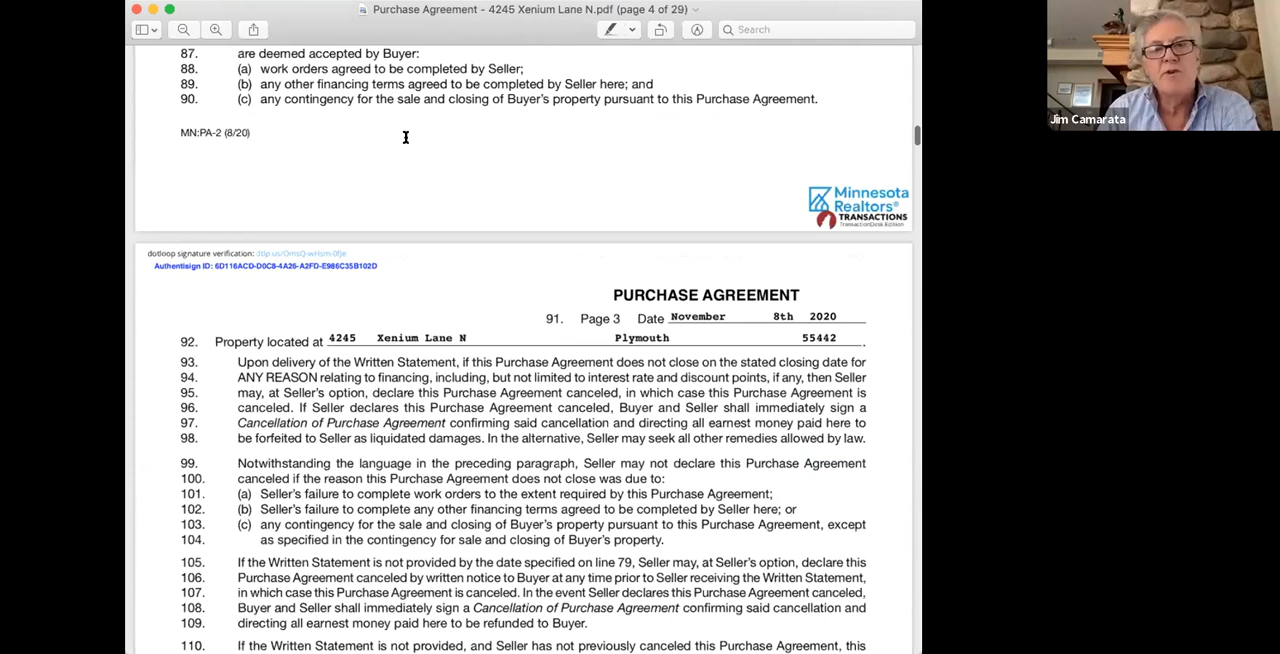 Purchase Agreement - 4245 Xenium Lane N.pdf (page 4 of 29)
Search
87. are deemed accepted by Buyer:
88. (a) work orders agreed to be completed by Seller;
89. (b) any other financing terms agreed to be completed by Seller here; and
90. (c) any contingency for the sale and closing of Buyer's property pursuant to this Purchase Agreement.
MN:PA-2 (8/20)
Minnesota
Realtors®
TRANSACTIONS
TransactionDesk Edition
dotloop signature verification: dtlp.us/OmsQ-wHsm-0fje
Authentisign ID: 6D116ACD-D0C8-4A26-A2FD-E986C35B102D
PURCHASE AGREEMENT
91. Page 3 Date November 8th 2020
92. Property located at 4245 Xenium Lane N Plymouth 55442.
93. Upon delivery of the Written Statement, if this Purchase Agreement does not close on the stated closing date for
94. ANY REASON relating to financing, including, but not limited to interest rate and discount points, if any, then Seller
95. may, at Seller's option, declare this Purchase Agreement canceled, in which case this Purchase Agreement is
96. canceled. If Seller declares this Purchase Agreement canceled, Buyer and Seller shall immediately sign a
97. Cancellation of Purchase Agreement confirming said cancellation and directing all earnest money paid here to
98. be forfeited to Seller as liquidated damages. In the alternative, Seller may seek all other remedies allowed by law.
99. Notwithstanding the language in the preceding paragraph, Seller may not declare this Purchase Agreement
100. canceled if the reason this Purchase Agreement does not close was due to:
101. (a) Seller's failure to complete work orders to the extent required by this Purchase Agreement;
102. (b) Seller's failure to complete any other financing terms agreed to be completed by Seller here; or
103. (c) any contingency for the sale and closing of Buyer's property pursuant to this Purchase Agreement, except
104. as specified in the contingency for sale and closing of Buyer's property.
105. If the Written Statement is not provided by the date specified on line 79, Seller may, at Seller's option, declare this
106. Purchase Agreement canceled by written notice to Buyer at any time prior to Seller receiving the Written Statement,
107. in which case this Purchase Agreement is canceled. In the event Seller declares this Purchase Agreement canceled,
108. Buyer and Seller shall immediately sign a Cancellation of Purchase Agreement confirming said cancellation and
109. directing all earnest money paid here to be refunded to Buyer.
110. If the Written Statement is not provided, and Seller has not previously canceled this Purchase Agreement, this
Jim Camarata